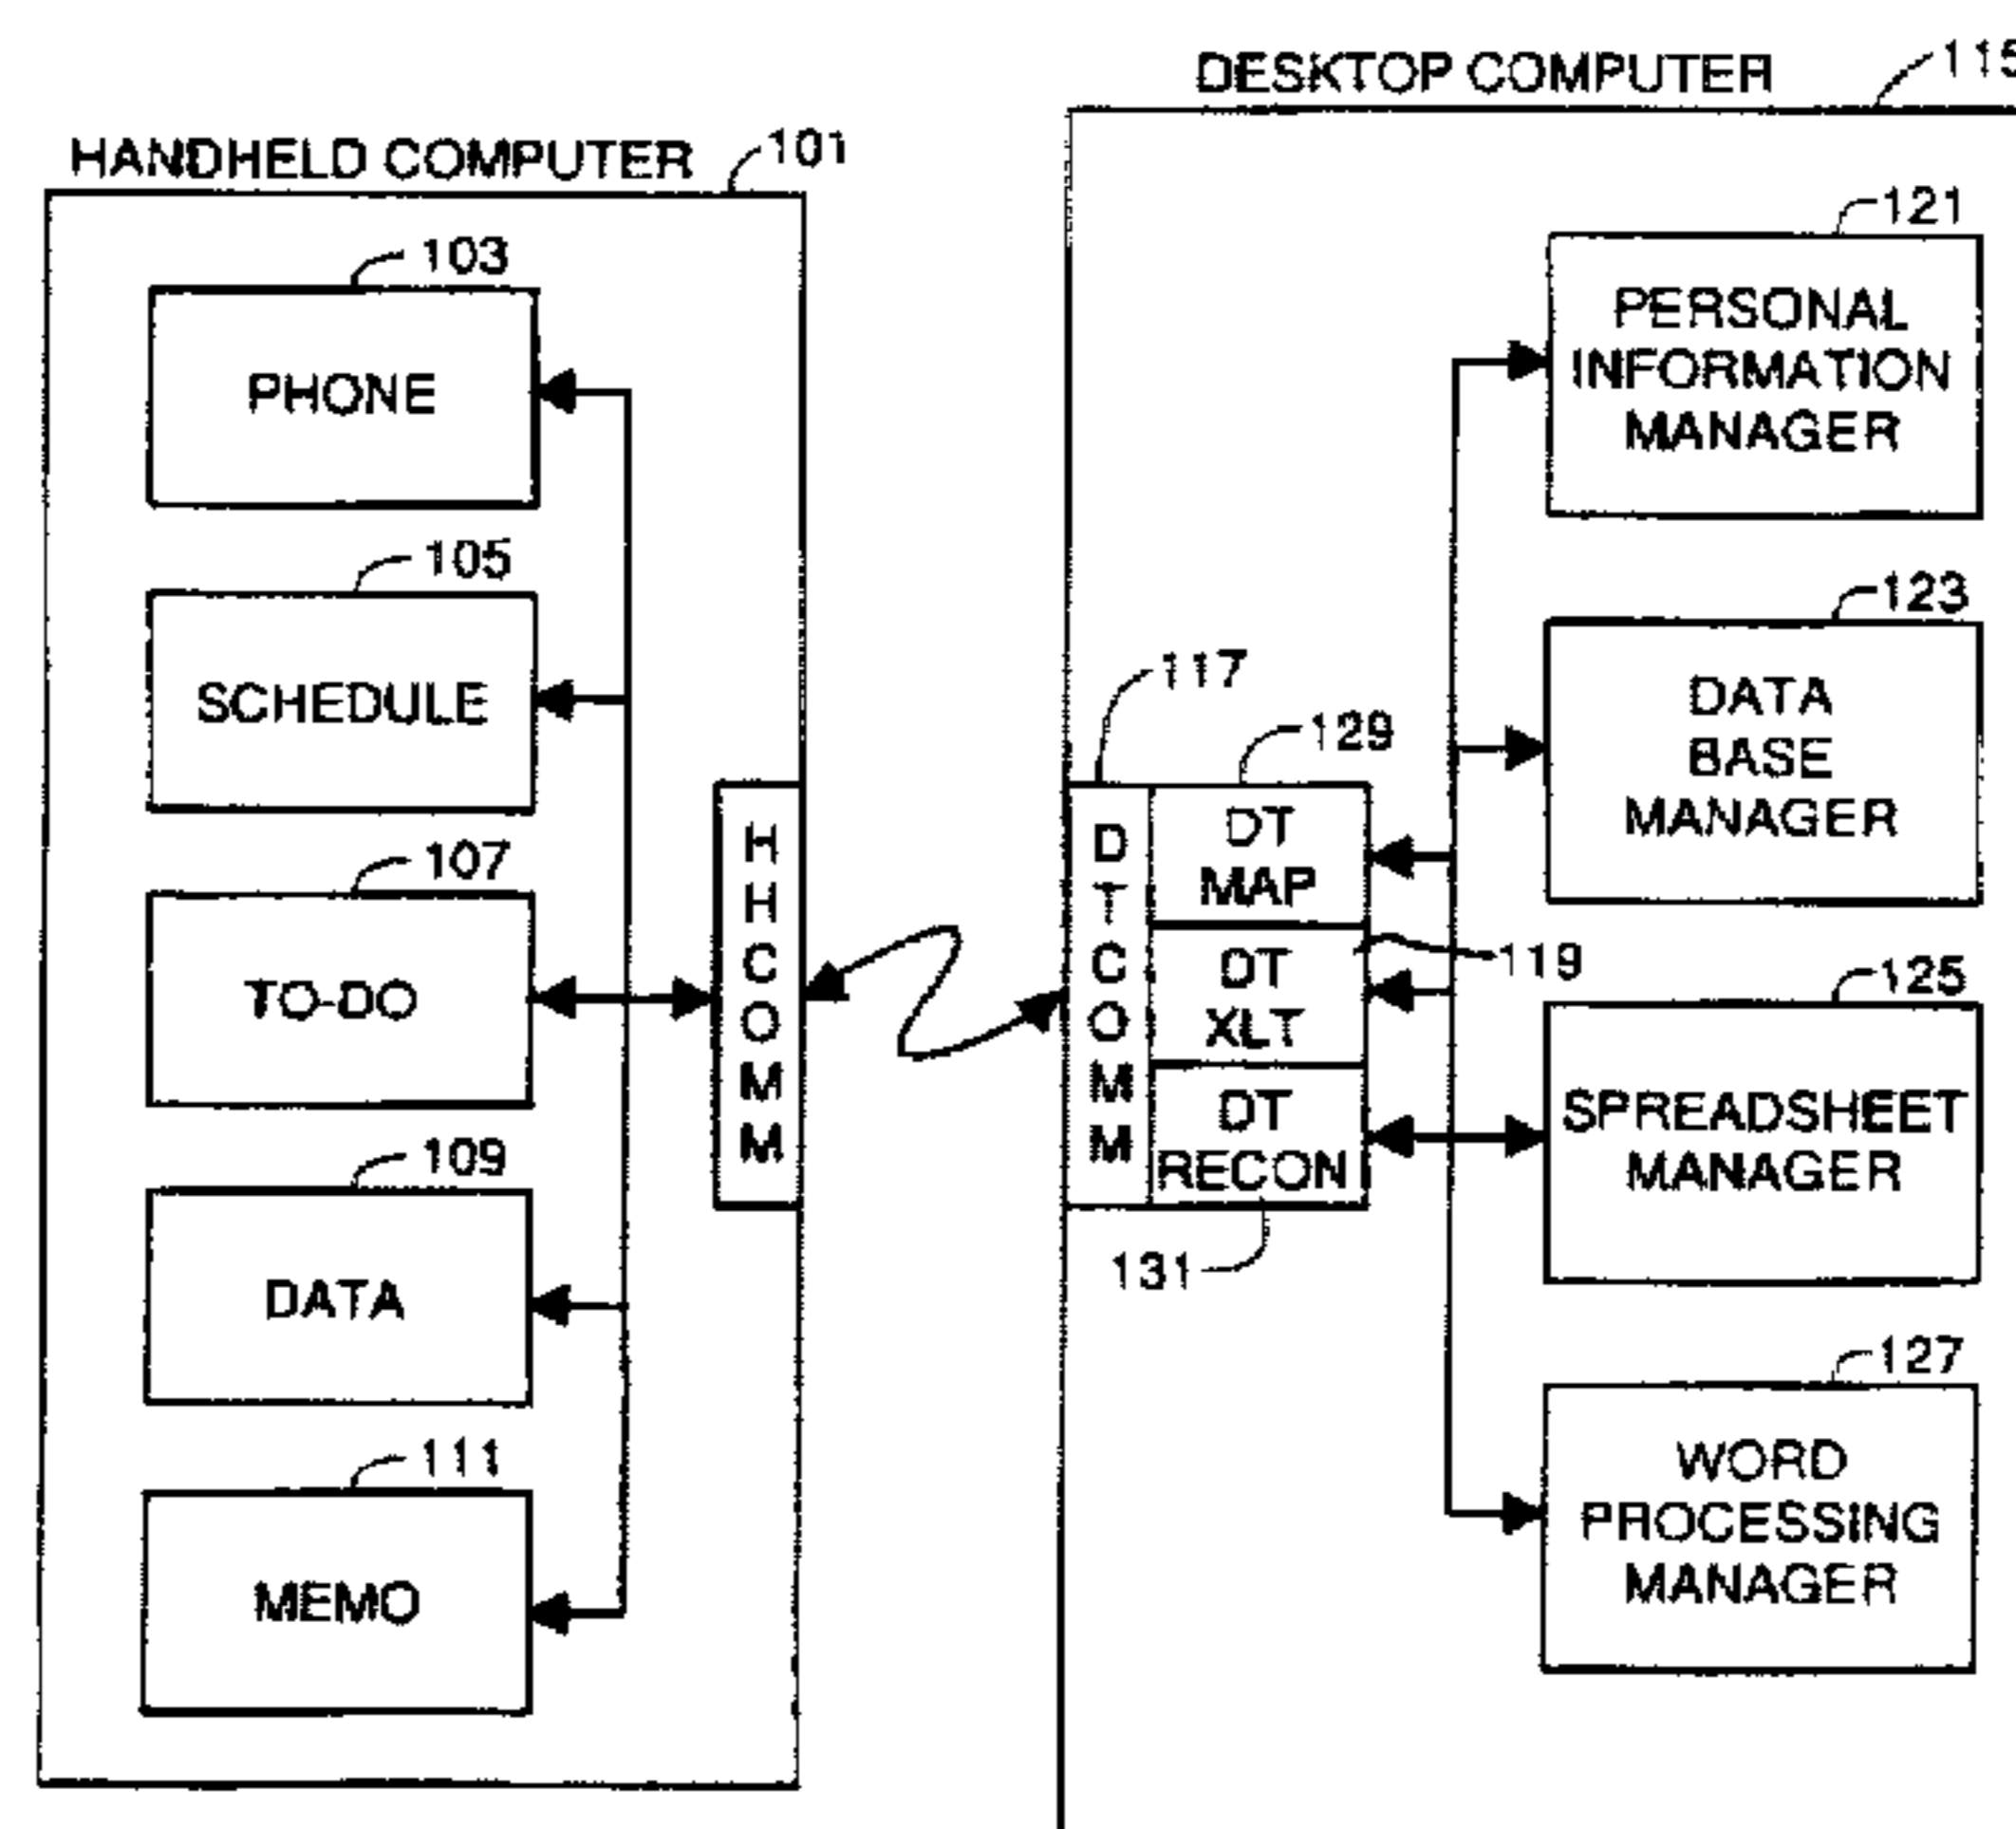 HANDHELD COMPUTER
101
103
PHONE
105
SCHEDULE
107
TO-DO
109
DATA
111
MEMO
HHCOMM
DESKTOP COMPUTER
115
117
DTCOMM
129
DT
MAP
119
DT
XLT
DT
RECON
131
121
PERSONAL
INFORMATION
MANAGER
123
DATA
BASE
MANAGER
125
SPREADSHEET
MANAGER
127
WORD
PROCESSING
MANAGER